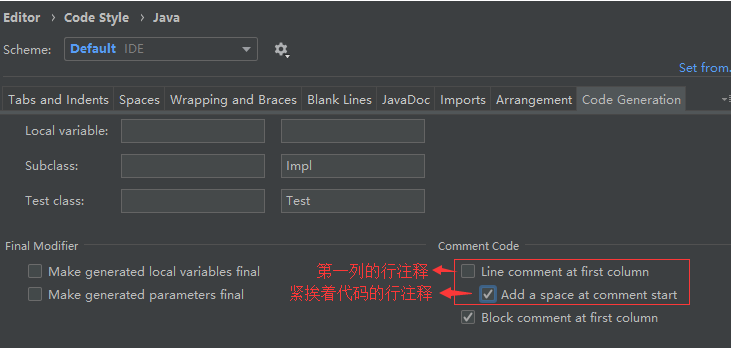 Editor › Code Style › Java
Scheme: Default IDE
Set from.
Tabs and Indents Spaces Wrapping and Braces Blank Lines JavaDoc Imports Arrangement Code Generation
Local variable:
Subclass: Impl
Test class: Test
Final Modifier Comment Code
Make generated local variables final 第一列的行注释 Line comment at first column
Make generated parameters final 紧挨着代码的行注释 Add a space at comment start
Block comment at first column